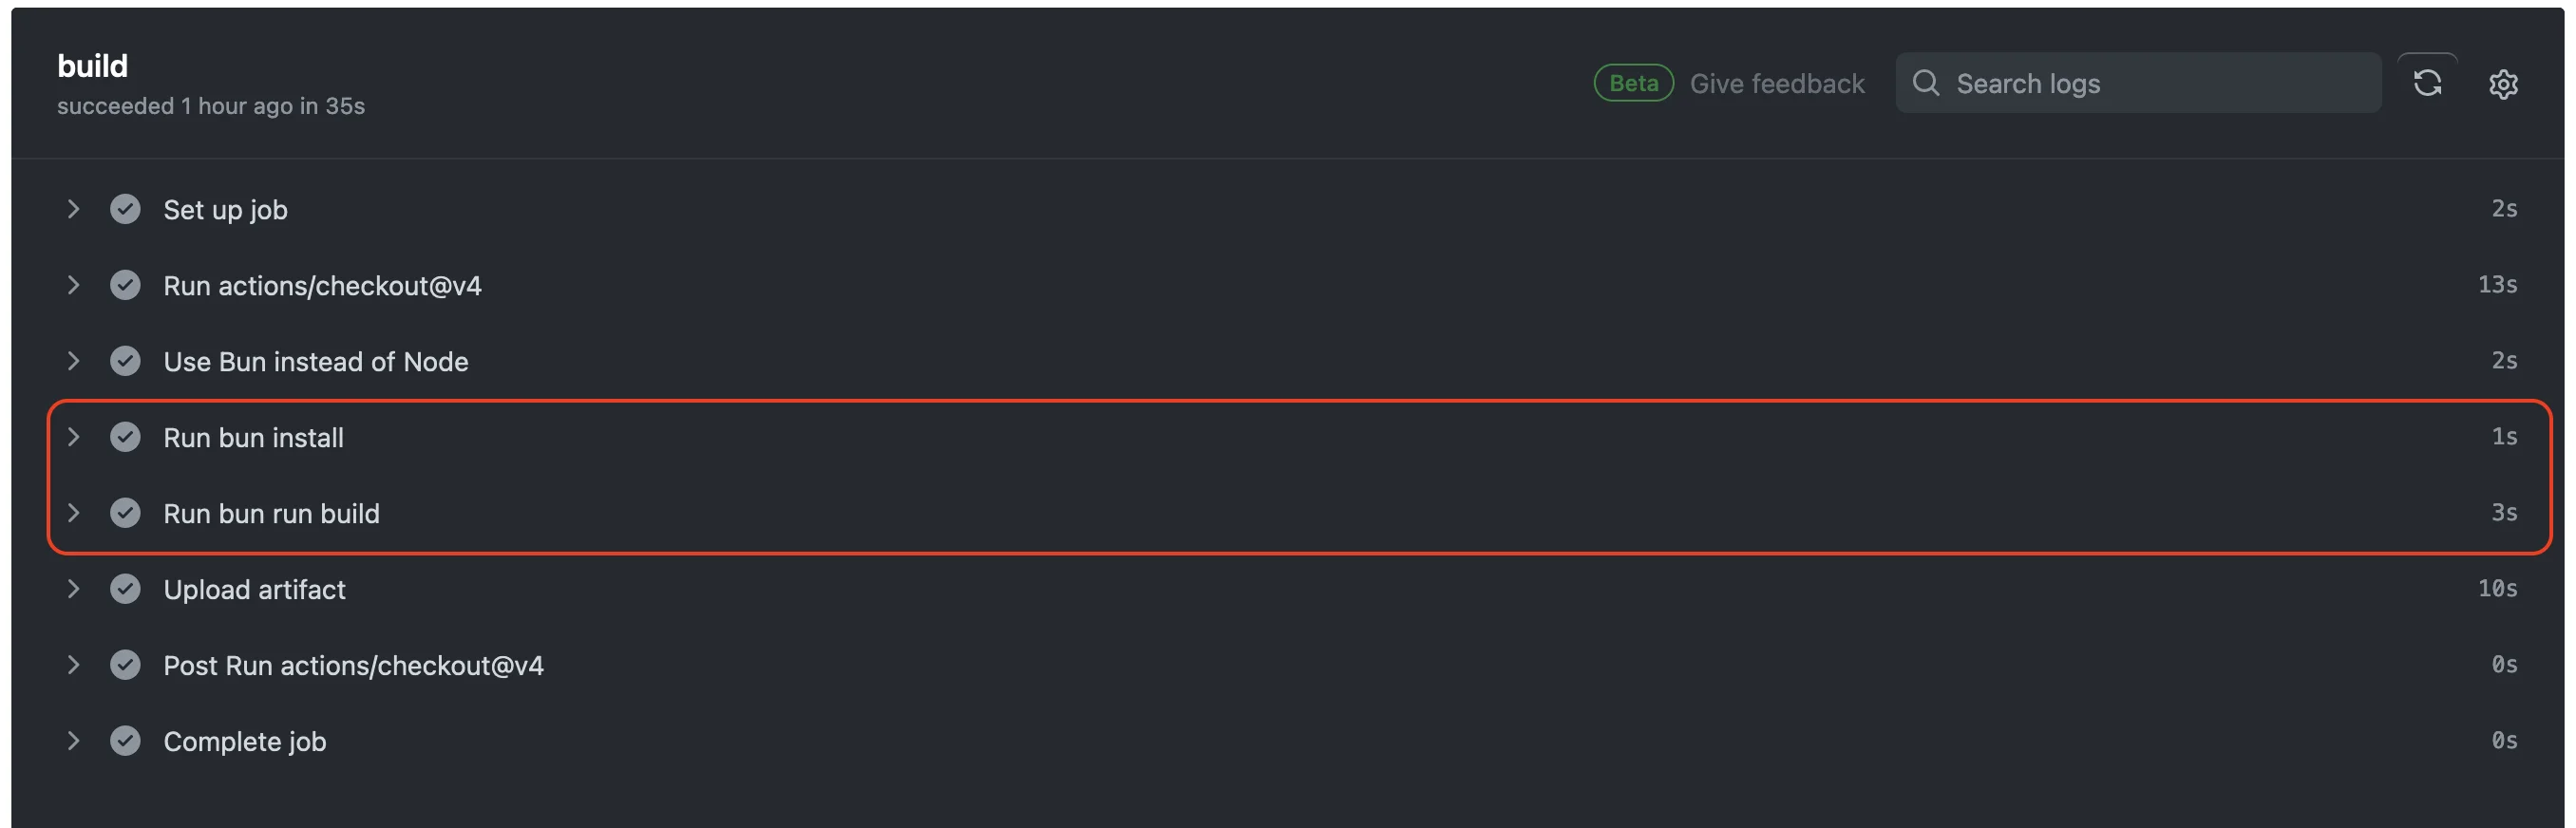 build
succeeded 1 hour ago in 35s
Beta Give feedback
Search logs
Set up job 2s
Run actions/checkout@v4 13s
Use Bun instead of Node 2s
Run bun install 1s
Run bun run build 3s
Upload artifact 10s
Post Run actions/checkout@v4 0s
Complete job 0s